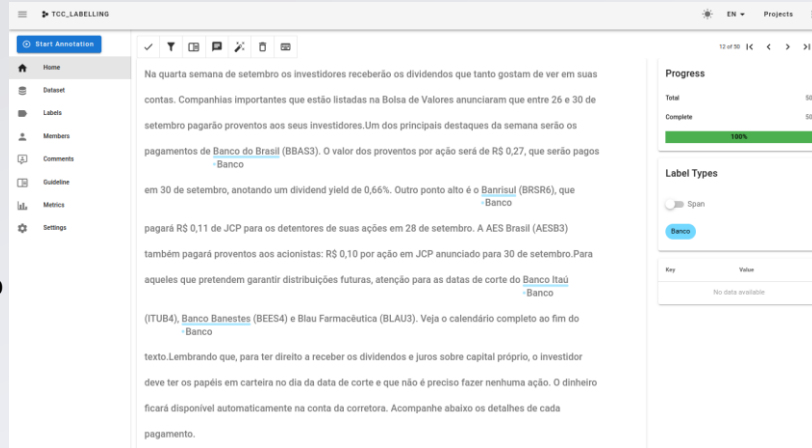 TCC_LABELLING
EN
Projects
Start Annotation
Home
Dataset
Labels
Members
Comments
Guideline
Metrics
Settings
12 of 50
Na quarta semana de setembro os investidores receberão os dividendos que tanto gostam de ver em suas
contas. Companhias importantes que estão listadas na Bolsa de Valores anunciaram que entre 26 e 30 de
setembro pagarão proventos aos seus investidores.Um dos principais destaques da semana serão os
pagamentos de Banco do Brasil (BBAS3). O valor dos proventos por ação será de R$ 0,27, que serão pagos
•Banco
em 30 de setembro, anotando um dividend yield de 0,66%. Outro ponto alto é o Banrisul (BRSR6), que
•Banco
pagará R$ 0,11 de JCP para os detentores de suas ações em 28 de setembro. A AES Brasil (AESB3)
também pagará proventos aos acionistas: R$ 0,10 por ação em JCP anunciado para 30 de setembro.Para
aqueles que pretendem garantir distribuições futuras, atenção para as datas de corte do Banco Itaú
•Banco
(ITUB4), Banco Banestes (BEES4) e Blau Farmacêutica (BLAU3). Veja o calendário completo ao fim do
•Banco
texto.Lembrando que, para ter direito a receber os dividendos e juros sobre capital próprio, o investidor
deve ter os papéis em carteira no dia da data de corte e que não é preciso fazer nenhuma ação. O dinheiro
ficará disponível automaticamente na conta da corretora. Acompanhe abaixo os detalhes de cada
pagamento.
Progress
Total 50
Complete 50
100%
Label Types
Span
Banco
Key Value
No data available